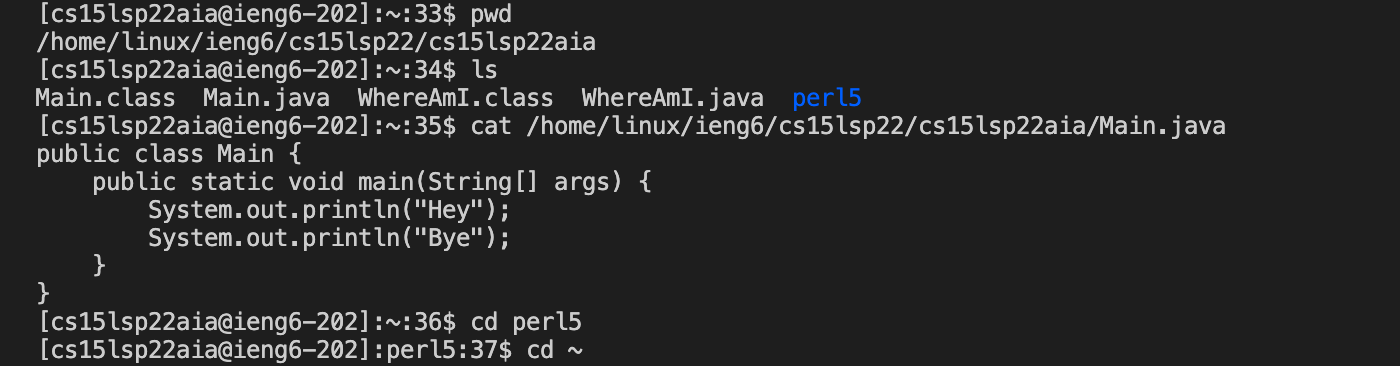 [cs15lsp22aia@ieng6-202]:~:33$ pwd
/home/linux/ieng6/cs15lsp22/cs15lsp22aia
[cs15lsp22aia@ieng6-202]:~:34$ ls
Main.class  Main.java  WhereAmI.class  WhereAmI.java  perl5
[cs15lsp22aia@ieng6-202]:~:35$ cat /home/linux/ieng6/cs15lsp22/cs15lsp22aia/Main.java
public class Main {
    public static void main(String[] args) {
        System.out.println("Hey");
        System.out.println("Bye");
    }
}
[cs15lsp22aia@ieng6-202]:~:36$ cd perl5
[cs15lsp22aia@ieng6-202]:perl5:37$ cd ~